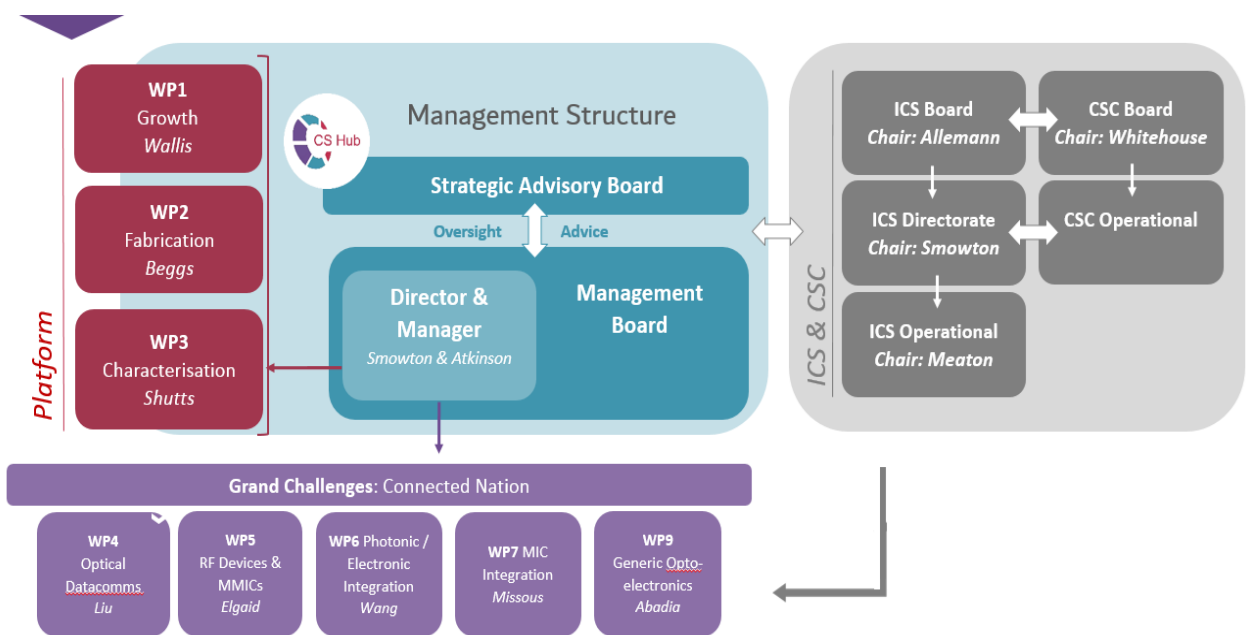 Platform
WP1
Growth
Wallis
WP2
Fabrication
Beggs
WP3
Characterisation
Shutts
CS Hub
Management Structure
Strategic Advisory Board
Oversight
Advice
Director &
Manager
Smowton & Atkinson
Management
Board
ICS & CSC
ICS Board
Chair: Allemann
CSC Board
Chair: Whitehouse
ICS Directorate
Chair: Smowton
CSC Operational
ICS Operational
Chair: Meaton
Grand Challenges: Connected Nation
WP4
Optical
Datacomms
Liu
WP5
RF Devices &
MMICs
Elgaid
WP6 Photonic /
Electronic
Integration
Wang
WP7 MIC
Integration
Missous
WP9
Generic Opto-
electronics
Abadia